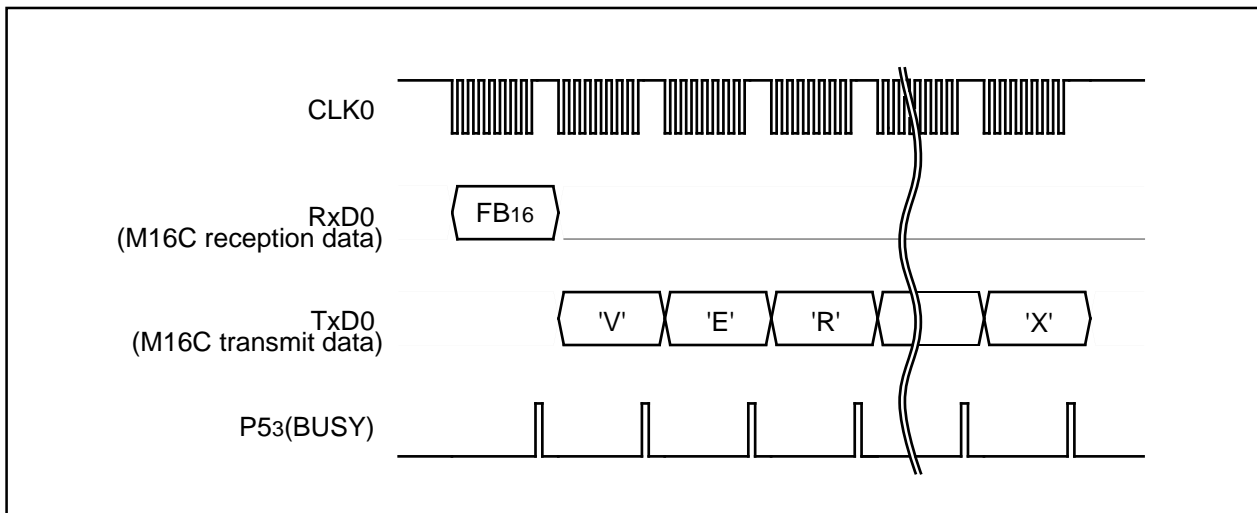 CLK0
RxD0
(M16C reception data)
FB16
TxD0
(M16C transmit data)
'V' 'E' 'R' 'X'
P53(BUSY)